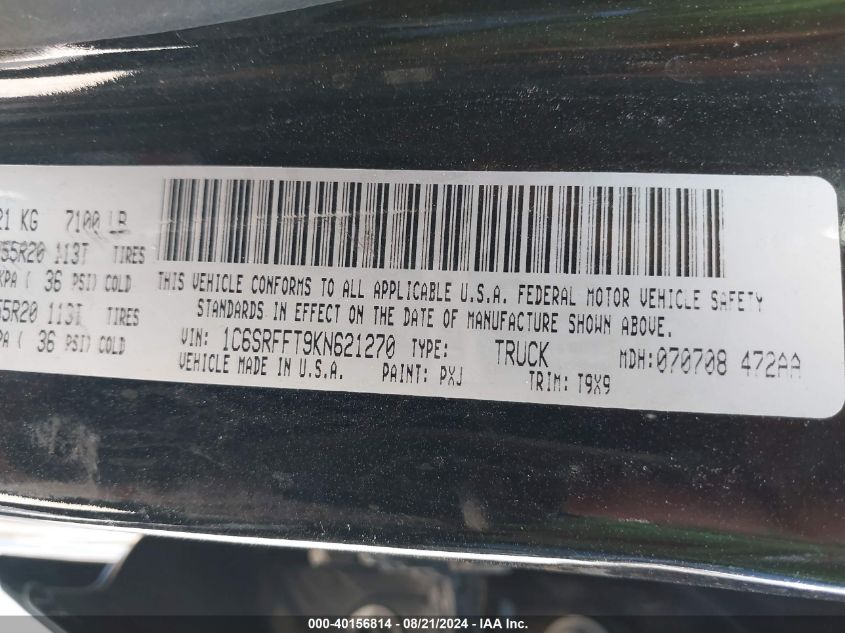 21 KG 7100 LB
55R20 113T TIRES
KPA ( 36 PSI) COLD
55R20 113T TIRES
PA ( 36 PSI) COLD
THIS VEHICLE CONFORMS TO ALL APPLICABLE U.S.A. FEDERAL MOTOR VEHICLE SAFETY
STANDARDS IN EFFECT ON THE DATE OF MANUFACTURE SHOWN ABOVE.
VIN: 1C6SRFFT9KN621270 TYPE: TRUCK MDH:070708 472AA
VEHICLE MADE IN U.S.A. PAINT: PXJ TRIM: T9X9
000-40156814 - 08/21/2024 - IAA Inc.